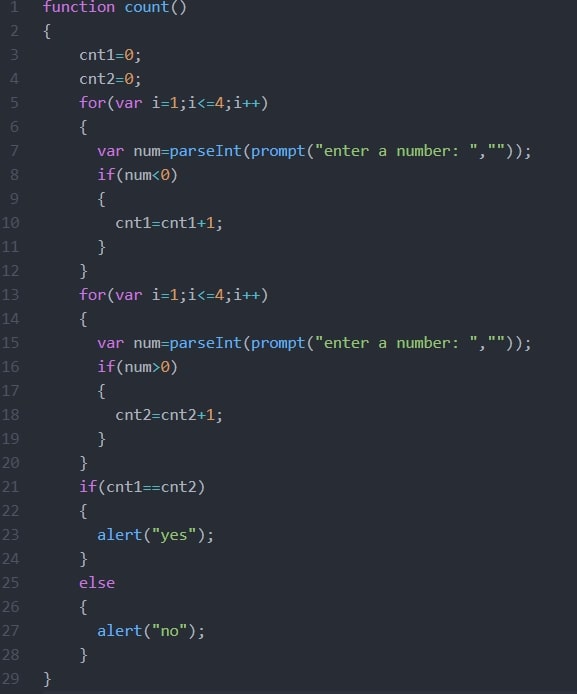 1 function count()
2 {
3 cnt1=0;
4 cnt2=0;
5 for(var i=1;i<=4;i++)
6 {
7 var num=parseInt(prompt("enter a number: ",""));
8 if(num<0)
9 {
10 cnt1=cnt1+1;
11 }
12 }
13 for(var i=1;i<=4;i++)
14 {
15 var num=parseInt(prompt("enter a number: ",""));
16 if(num>0)
17 {
18 cnt2=cnt2+1;
19 }
20 }
21 if(cnt1==cnt2)
22 {
23 alert("yes");
24 }
25 else
26 {
27 alert("no");
28 }
29 }